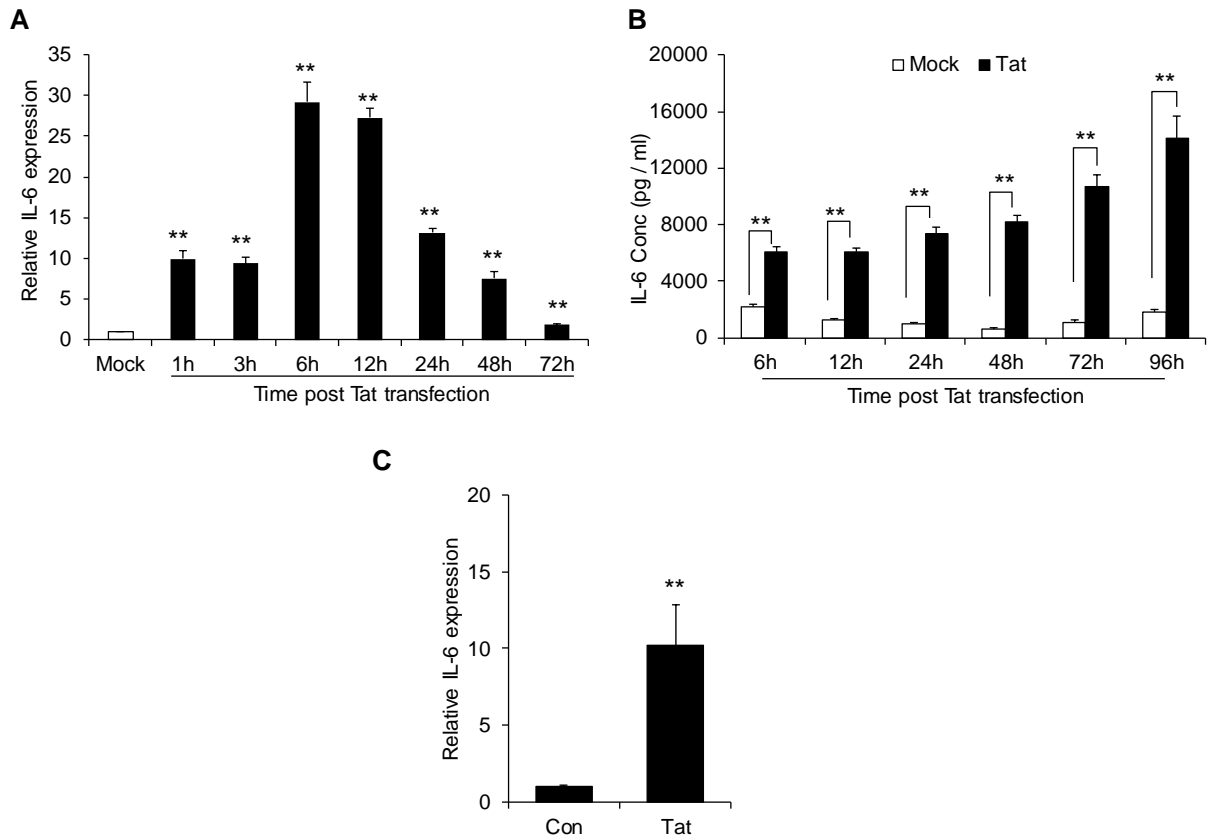 A
Relative IL-6 expression
35
30
25
20
15
10
5
0
**
**
**
**
**
**
**
Mock 1h 3h 6h 12h 24h 48h 72h
Time post Tat transfection
B
IL-6 Conc (pg / ml)
20000
16000
12000
8000
4000
0
Mock Tat
**
**
**
**
**
**
6h 12h 24h 48h 72h 96h
Time post Tat transfection
C
Relative IL-6 expression
20
15
10
5
0
**
Con Tat